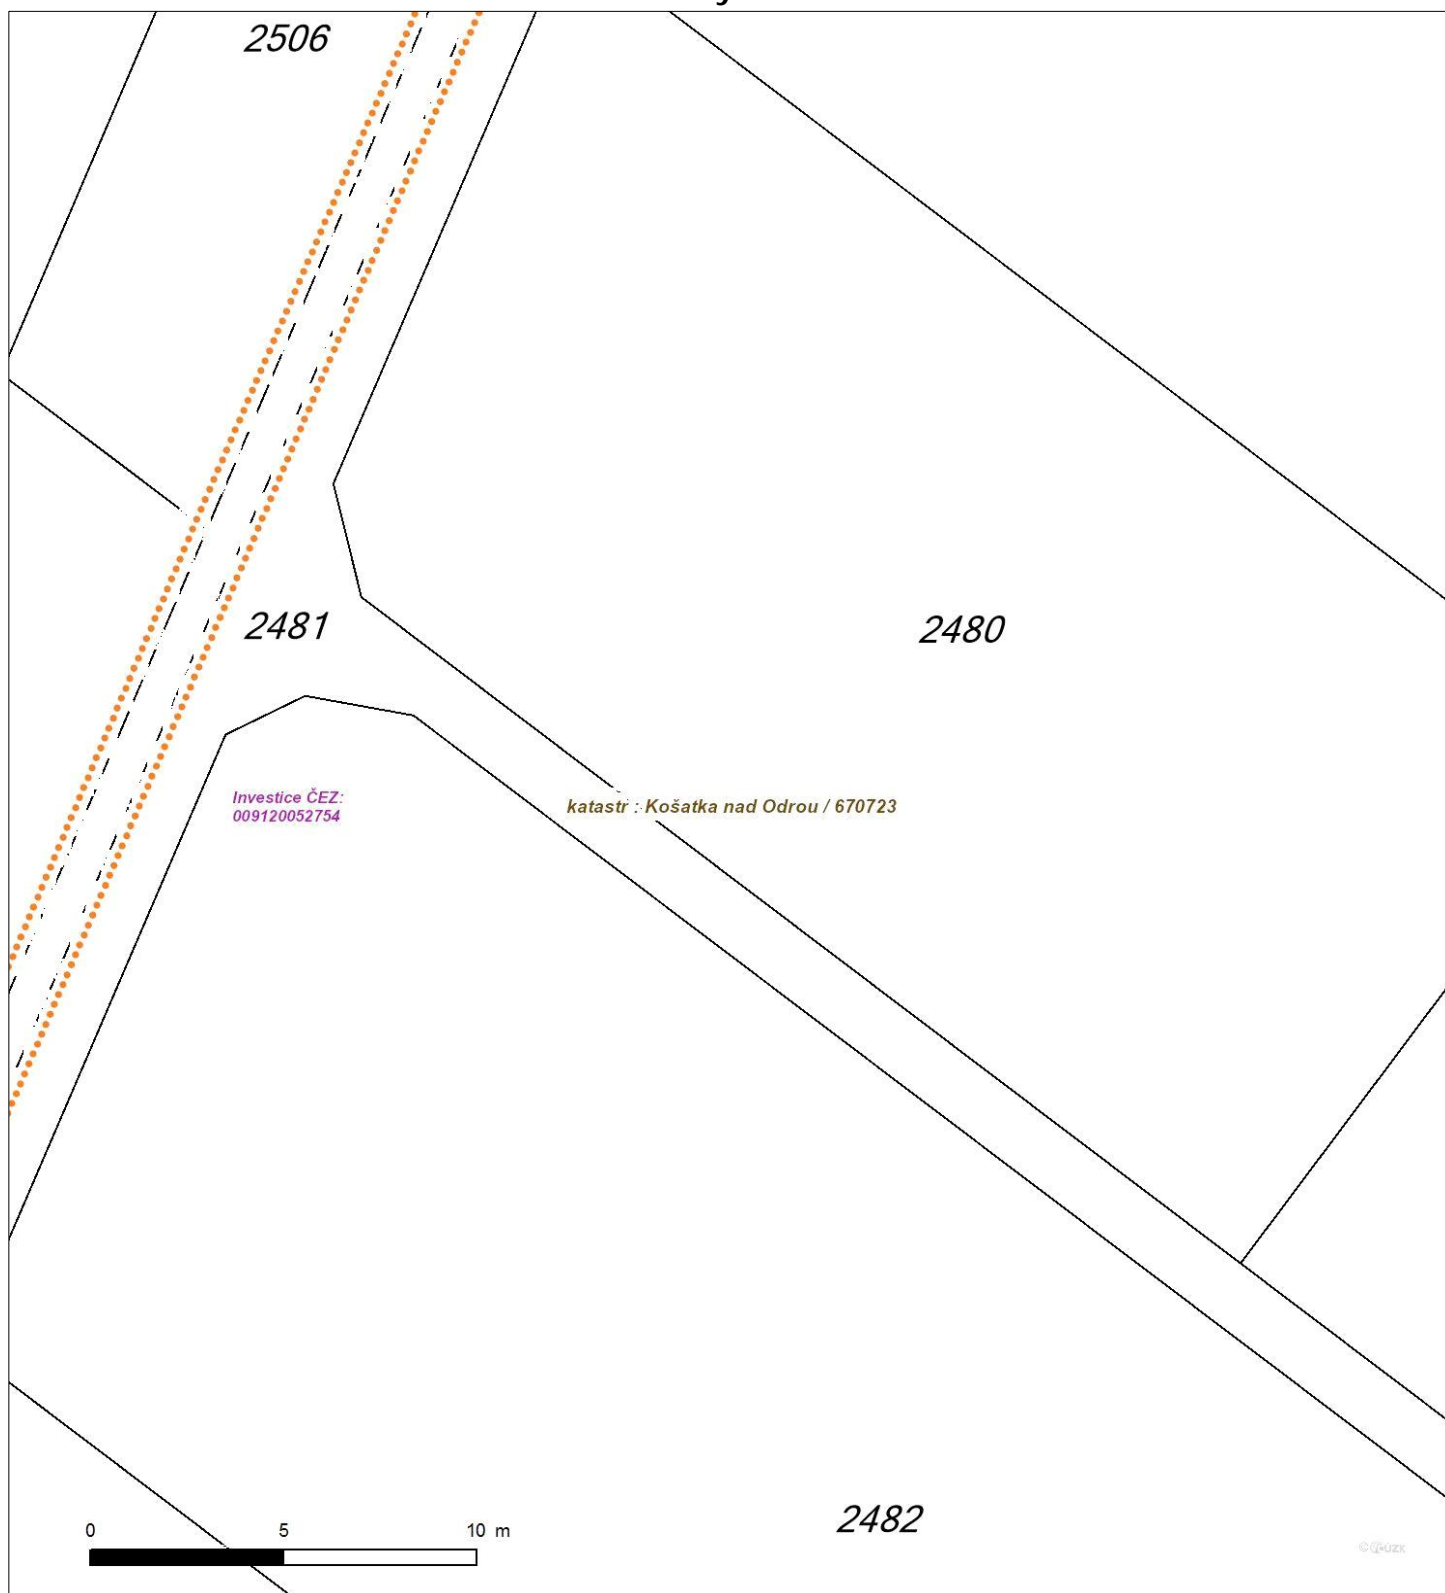 2506
2481
2480
Investice ČEZ:
009120052754
katastr : Košatka nad Odrou / 670723
2482
0 5 10 m